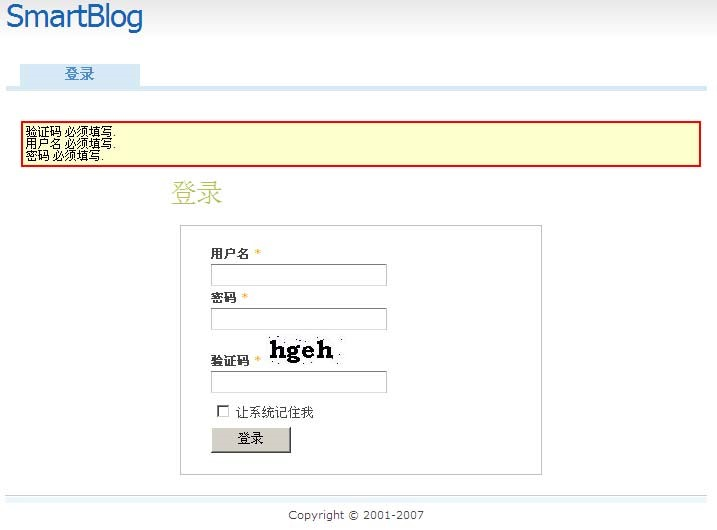 SmartBlog
登录
验证码 必须填写.
用户名 必须填写.
密码 必须填写.
登录
用户名 *
密码 *
验证码 * hgeh
让系统记住我
登录
Copyright © 2001-2007